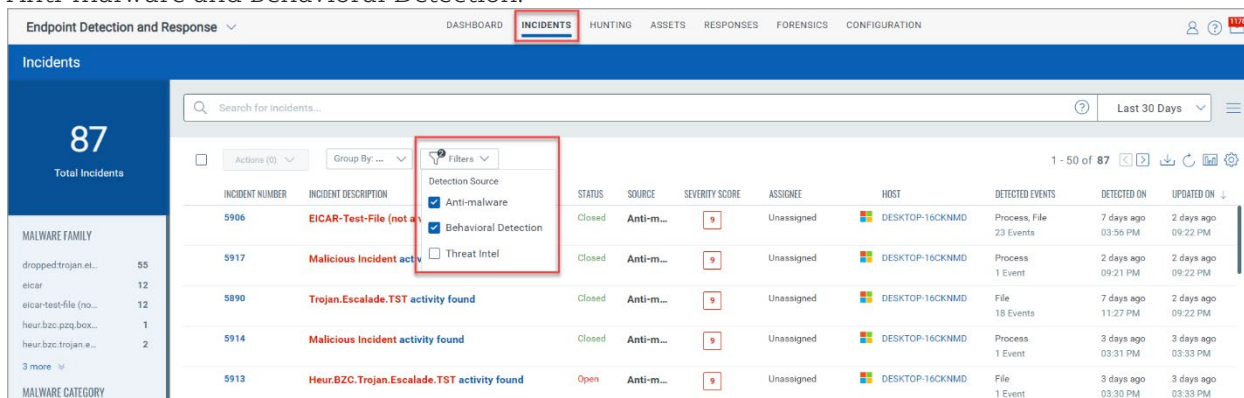 Anti-malware and Behavioral Detection.
Endpoint Detection and Response
DASHBOARD INCIDENTS HUNTING ASSETS RESPONSES FORENSICS CONFIGURATION
Incidents
87
Total Incidents
Search for incidents...
Last 30 Days
Actions (0) Group By: ... 2 Filters 1 - 50 of 87
Detection Source
Anti-malware
Behavioral Detection
Threat Intel
INCIDENT NUMBER INCIDENT DESCRIPTION STATUS SOURCE SEVERITY SCORE ASSIGNEE HOST DETECTED EVENTS DETECTED ON UPDATED ON ↓
5906 EICAR-Test-File (not a v Closed Anti-m... 9 Unassigned DESKTOP-16CKNMD Process, File 7 days ago 2 days ago
23 Events 03:56 PM 09:22 PM
5917 Malicious Incident activ Closed Anti-m... 9 Unassigned DESKTOP-16CKNMD Process 2 days ago 2 days ago
1 Event 09:21 PM 09:22 PM
5890 Trojan.Escalade.TST activity found Closed Anti-m... 9 Unassigned DESKTOP-16CKNMD File 7 days ago 2 days ago
18 Events 11:27 PM 09:22 PM
5914 Malicious Incident activity found Closed Anti-m... 9 Unassigned DESKTOP-16CKNMD Process 3 days ago 3 days ago
1 Event 03:31 PM 03:33 PM
5913 Heur.BZC.Trojan.Escalade.TST activity found Open Anti-m... 9 Unassigned DESKTOP-16CKNMD File 3 days ago 3 days ago
1 Event 03:30 PM 03:33 PM
MALWARE FAMILY
dropped:trojan.ei... 55
eicar 12
eicar-test-file (no... 12
heur.bzc.pzq.box... 1
heur.bzc.trojan.e... 2
3 more
MALWARE CATEGORY